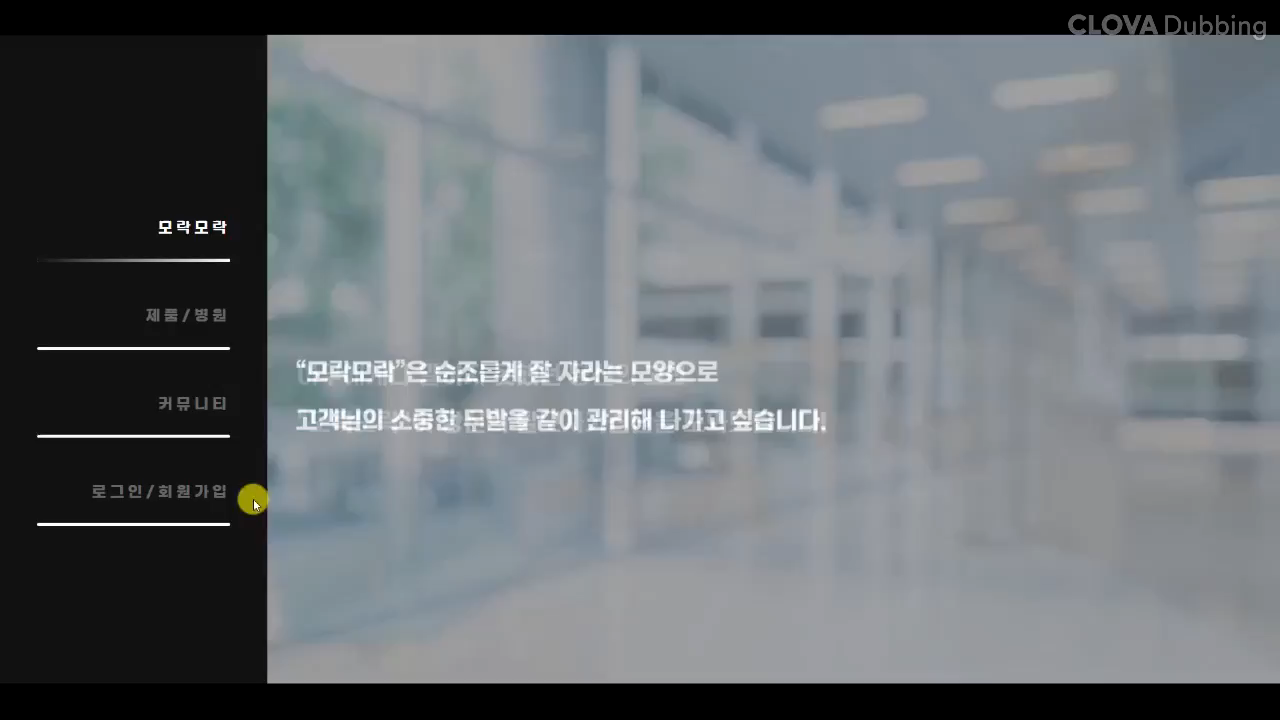 CLOVA Dubbing
모락모락
제품/병원
커뮤니티
로그인/회원가입
“모락모락”은 순조롭게 잘 자라는 모양으로
고객님의 소중한 두발을 같이 관리해 나가고 싶습니다.